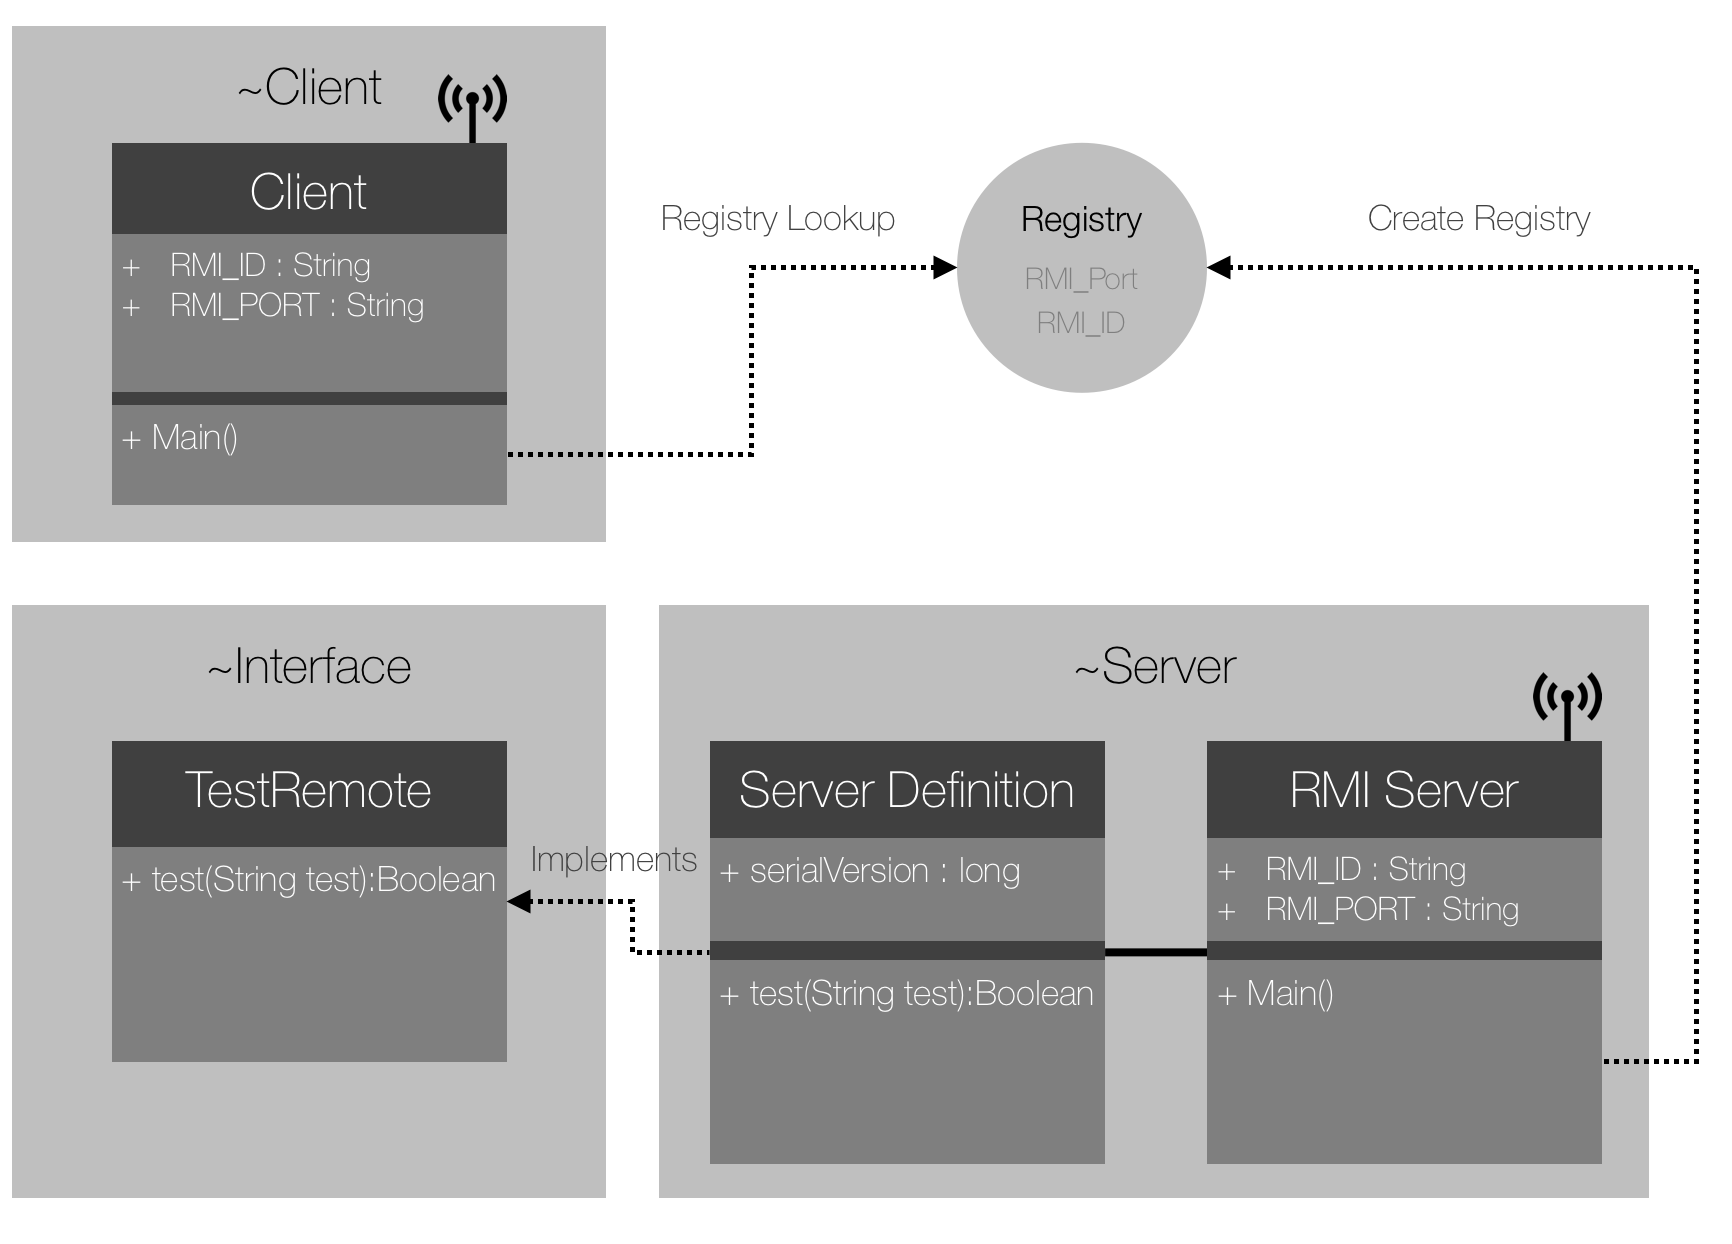 ~Client
Client
+ RMI_ID : String
+ RMI_PORT : String
+ Main()
Registry Lookup
Registry
RMI_Port
RMI_ID
Create Registry
~Interface
TestRemote
+ test(String test):Boolean
Implements
~Server
Server Definition
+ serialVersion : long
+ test(String test):Boolean
RMI Server
+ RMI_ID : String
+ RMI_PORT : String
+ Main()